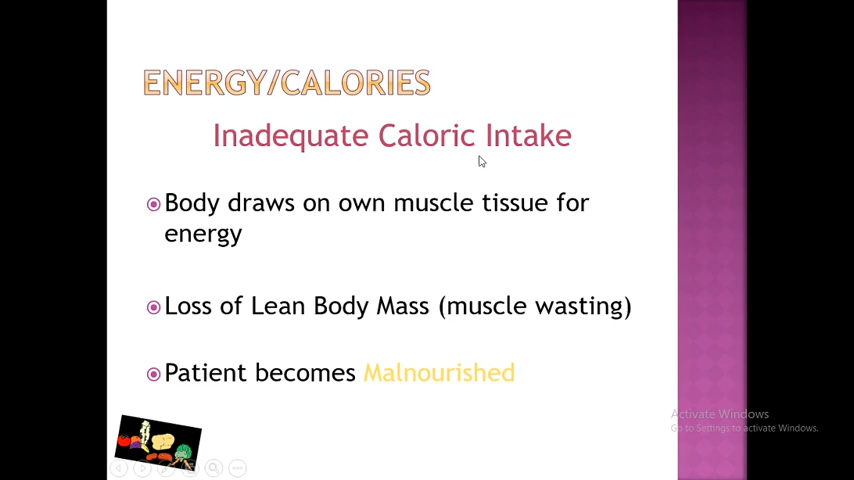 ENERGY/CALORIES
Inadequate Caloric Intake
Body draws on own muscle tissue for
energy
Loss of Lean Body Mass (muscle wasting)
Patient becomes Malnourished
Activate Windows
Go to Settings to activate Windows.